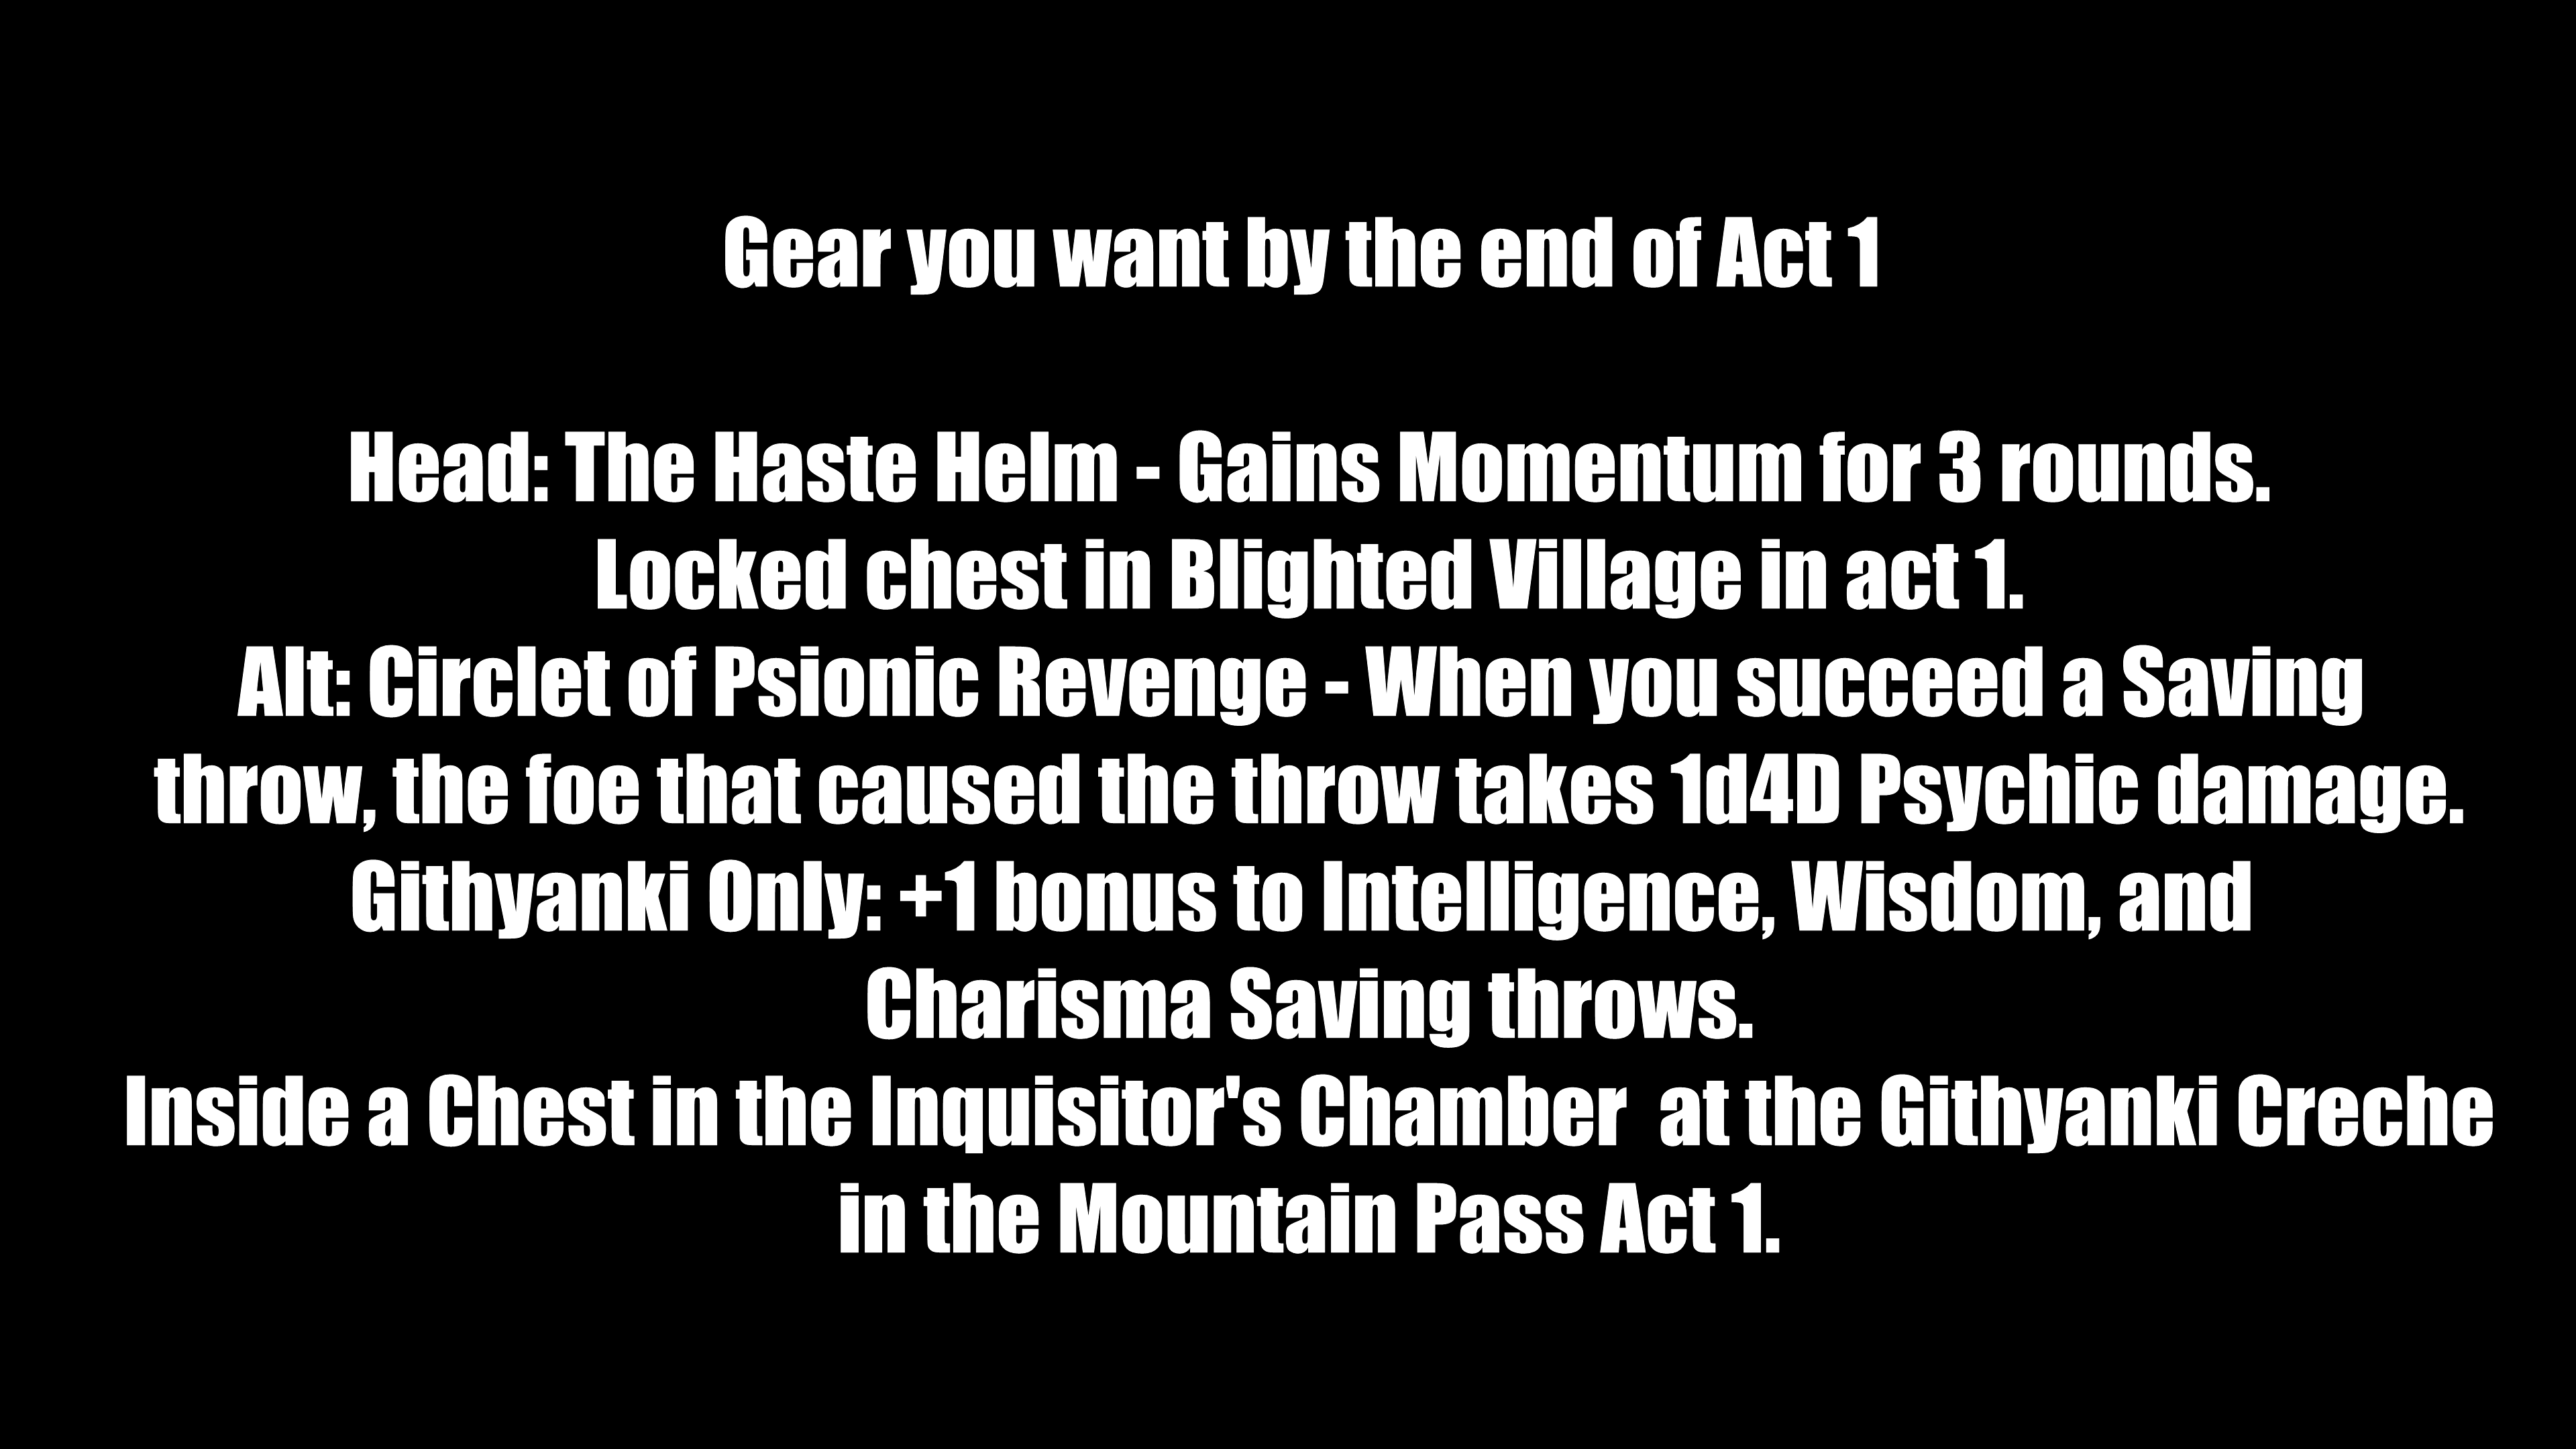 Gear you want by the end of Act 1
Head: The Haste Helm - Gains Momentum for 3 rounds.
Locked chest in Blighted Village in act 1.
Alt: Circlet of Psionic Revenge - When you succeed a Saving
throw, the foe that caused the throw takes 1d4D Psychic damage.
Githyanki Only: +1 bonus to Intelligence, Wisdom, and
Charisma Saving throws.
Inside a Chest in the Inquisitor's Chamber  at the Githyanki Creche
in the Mountain Pass Act 1.